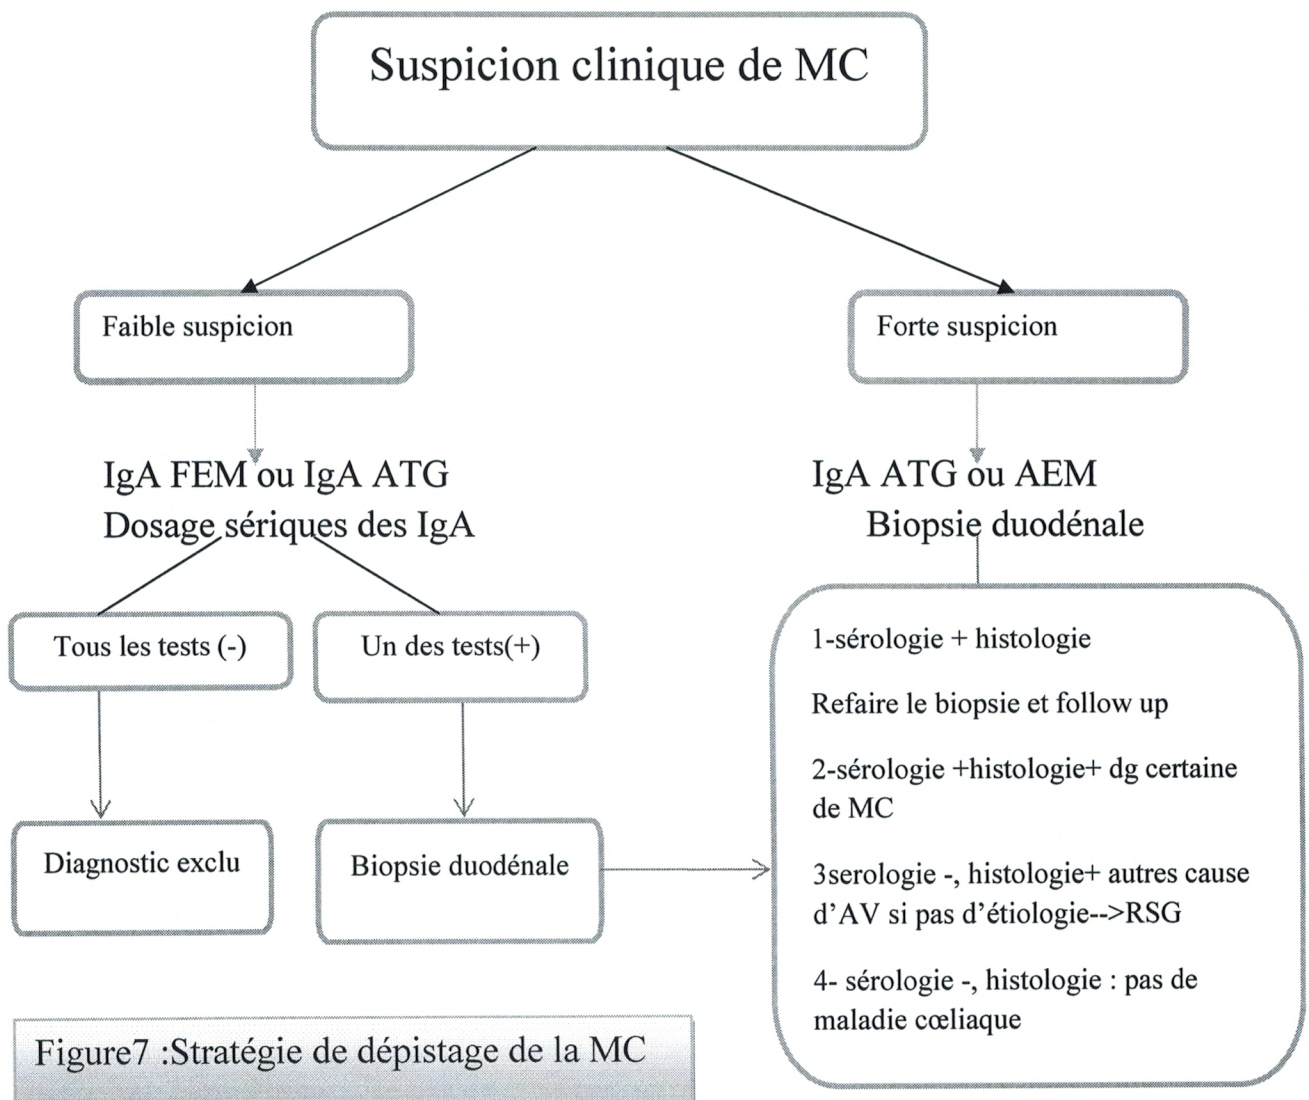 Suspicion clinique de MC
Faible suspicion
Forte suspicion
IgA FEM ou IgA ATG
Dosage sériques des IgA
IgA ATG ou AEM
Biopsie duodénale
Tous les tests (-)
Un des tests(+)
Diagnostic exclu
Biopsie duodénale
1-sérologie + histologie
Refaire le biopsie et follow up
2-sérologie +histologie+ dg certaine
de MC
3serologie -, histologie+ autres cause
d’AV si pas d’étiologie-->RSG
4- sérologie -, histologie : pas de
maladie cœliaque
Figure7 :Stratégie de dépistage de la MC